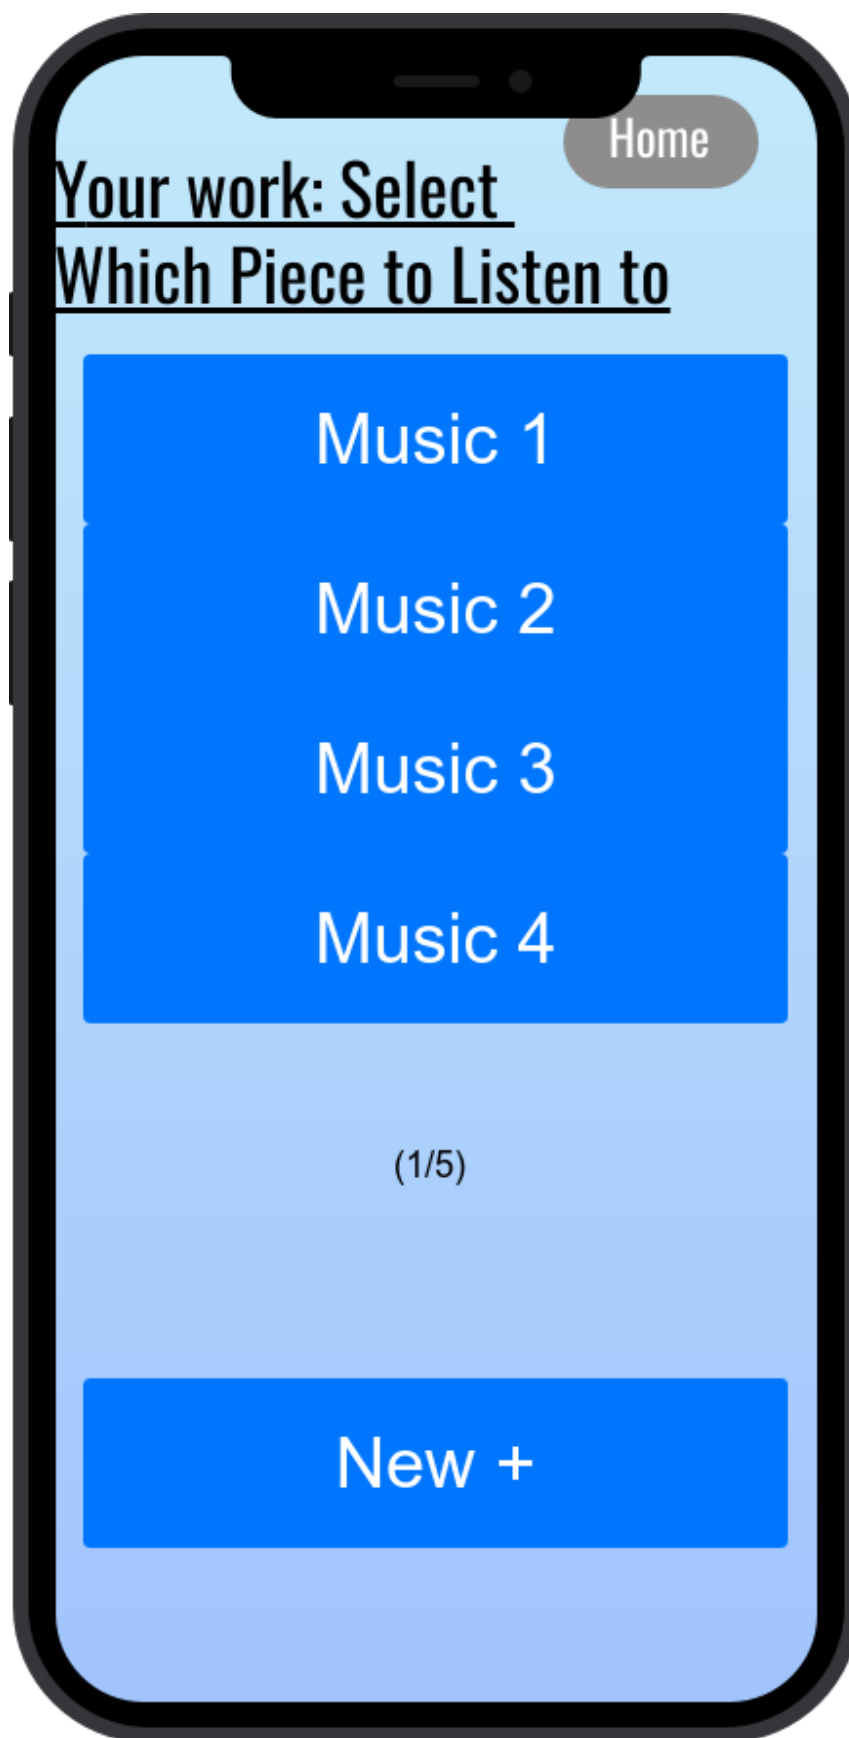 Home
Your work: Select
Which Piece to Listen to
Music 1
Music 2
Music 3
Music 4
(1/5)
New +